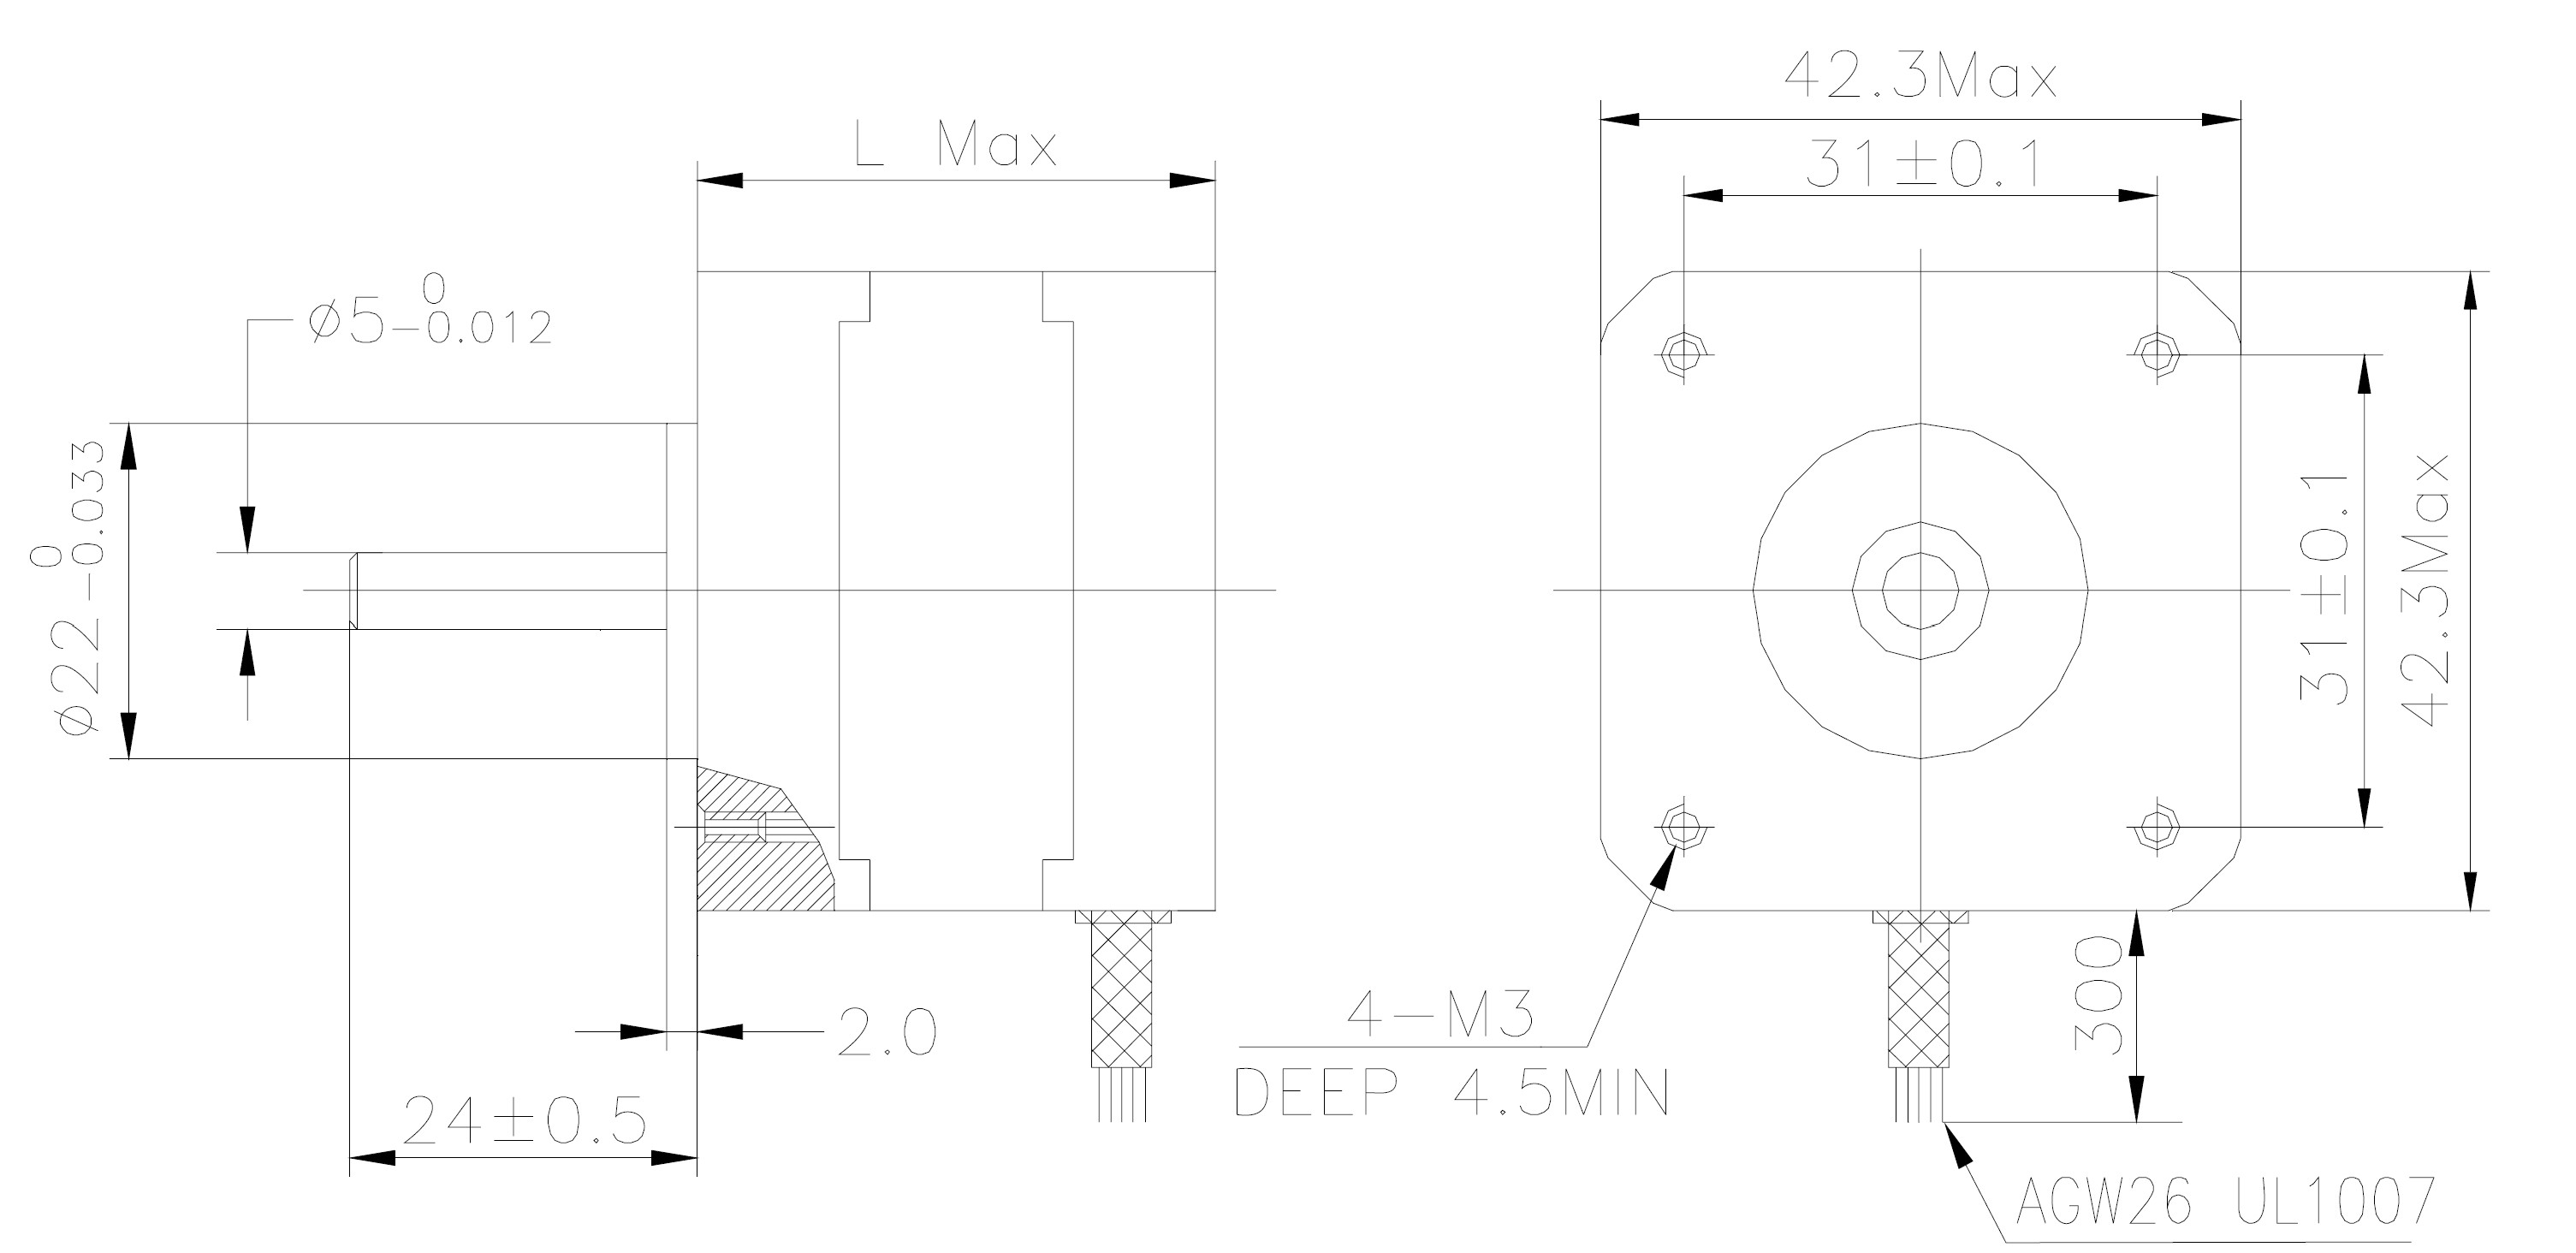 42.3Max
L Max
31±0.1
0
ø5-0.012
0
ø22-0.033
31±0.1
42.3Max
2.0
4-M3
DEEP 4.5MIN
300
24±0.5
AGW26 UL1007